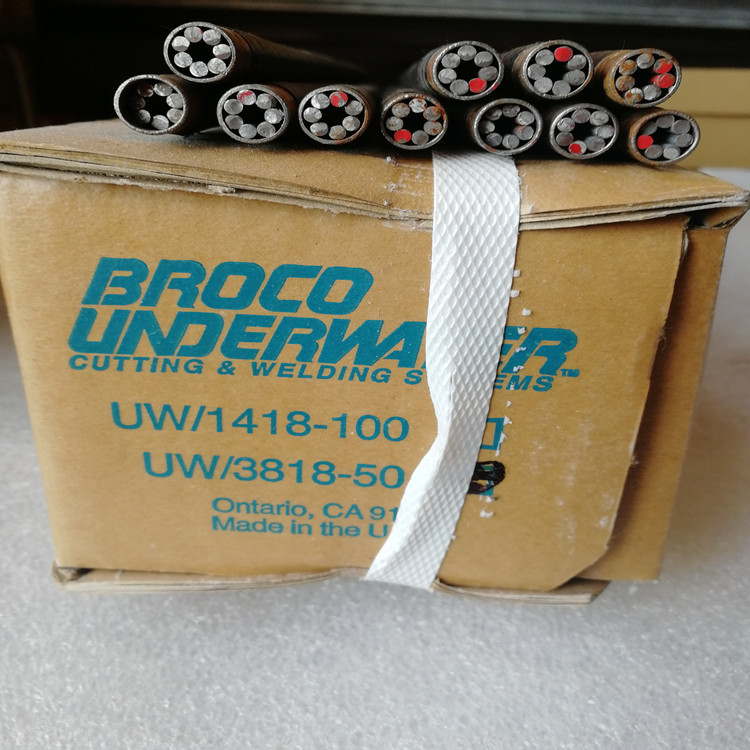 BROCO
CUTTING & WELDING
UW/1418-100
UW/3818-50
Ontario, CA
Made in the